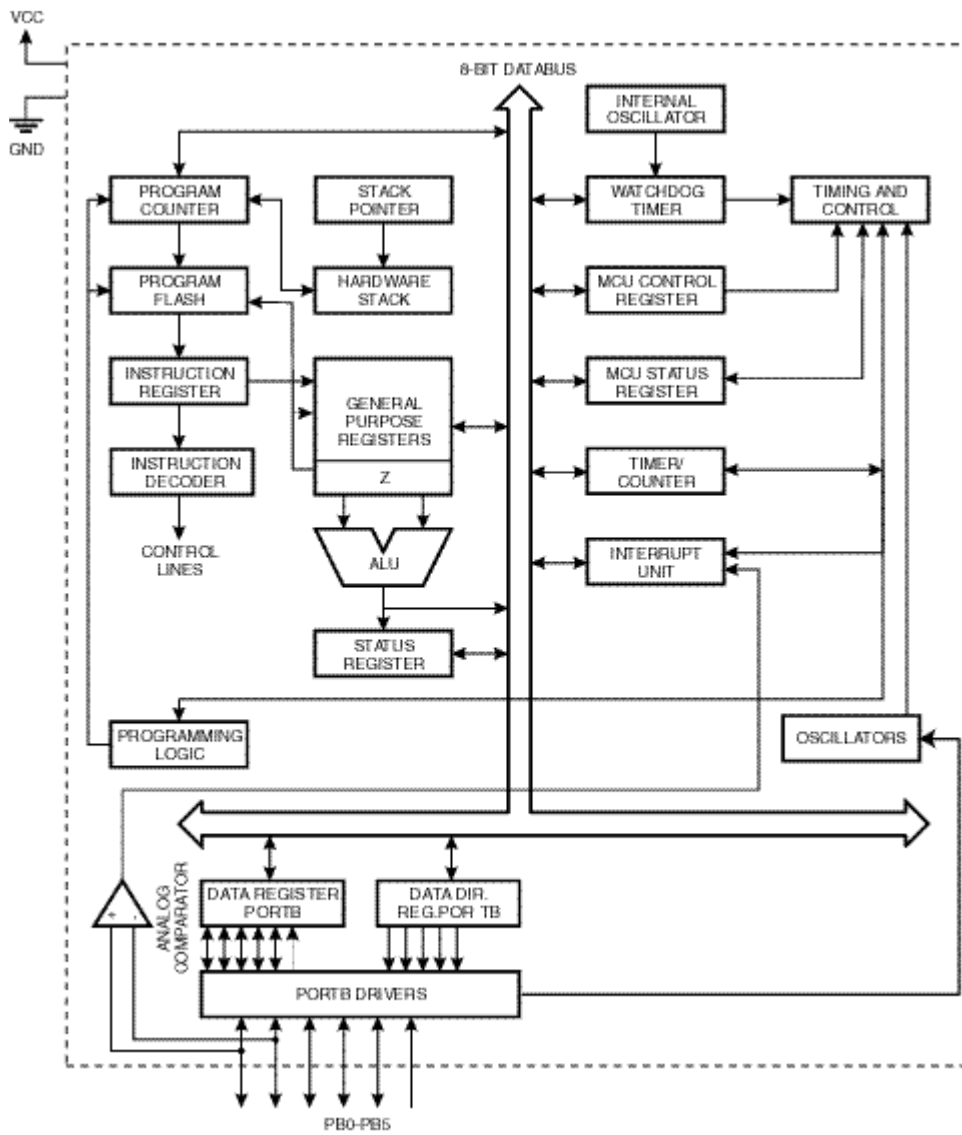 VCC
GND
8-BIT DATABUS
INTERNAL
OSCILLATOR
PROGRAM
COUNTER
STACK
POINTER
WATCHDOG
TIMER
TIMING AND
CONTROL
PROGRAM
FLASH
HARDWARE
STACK
MCU CONTROL
REGISTER
INSTRUCTION
REGISTER
GENERAL
PURPOSE
REGISTERS
MCU STATUS
REGISTER
INSTRUCTION
DECODER
Z
TIMER/
COUNTER
CONTROL
LINES
ALU
INTERRUPT
UNIT
STATUS
REGISTER
PROGRAMMING
LOGIC
OSCILLATORS
+ -
ANALOG
COMPARATOR
DATA REGISTER
PORTB
DATA DIR.
REG.POR TB
PORTB DRIVERS
PB0-PB5